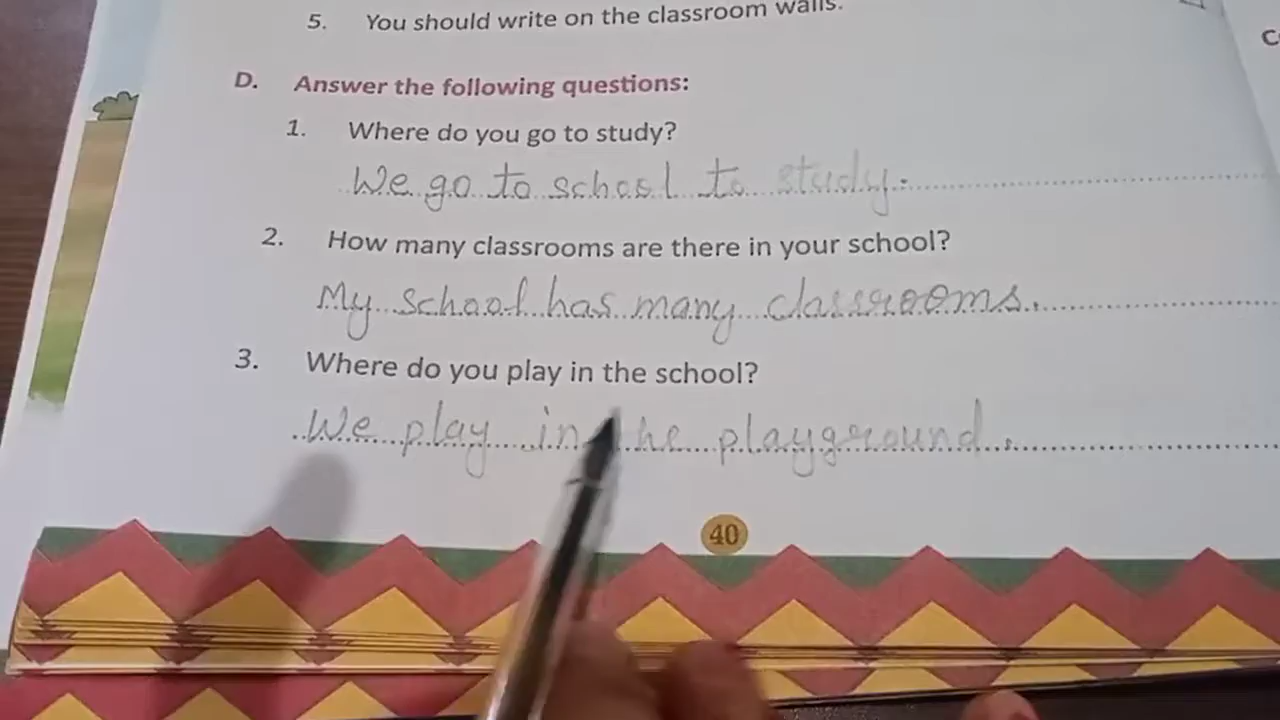 5. You should write on the classroom walls.
D. Answer the following questions:
1. Where do you go to study?
We go to school to study.
2. How many classrooms are there in your school?
My school has many classrooms.
3. Where do you play in the school?
We play in the playground.
40